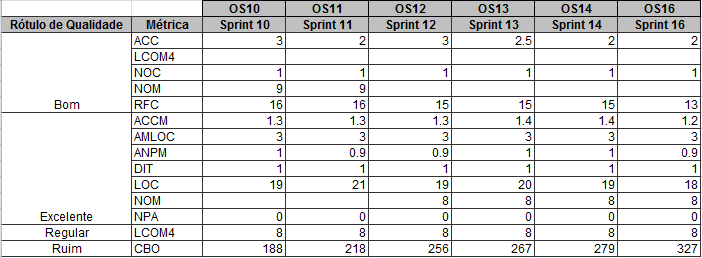 OS10 OS11 OS12 OS13 OS14 OS16
Rótulo de Qualidade Métrica Sprint 10 Sprint 11 Sprint 12 Sprint 13 Sprint 14 Sprint 16
ACC 3 2 3 2.5 2 2
LCOM4
NOC 1 1 1 1 1 1
NOM 9 9
Bom RFC 16 16 15 15 15 13
ACCM 1.3 1.3 1.3 1.4 1.4 1.2
AMLOC 3 3 3 3 3 3
ANPM 1 0.9 0.9 1 1 0.9
DIT 1 1 1 1 1 1
LOC 19 21 19 20 19 18
NOM 8 8 8 8
Excelente NPA 0 0 0 0 0 0
Regular LCOM4 8 8 8 8 8 8
Ruim CBO 188 218 256 267 279 327